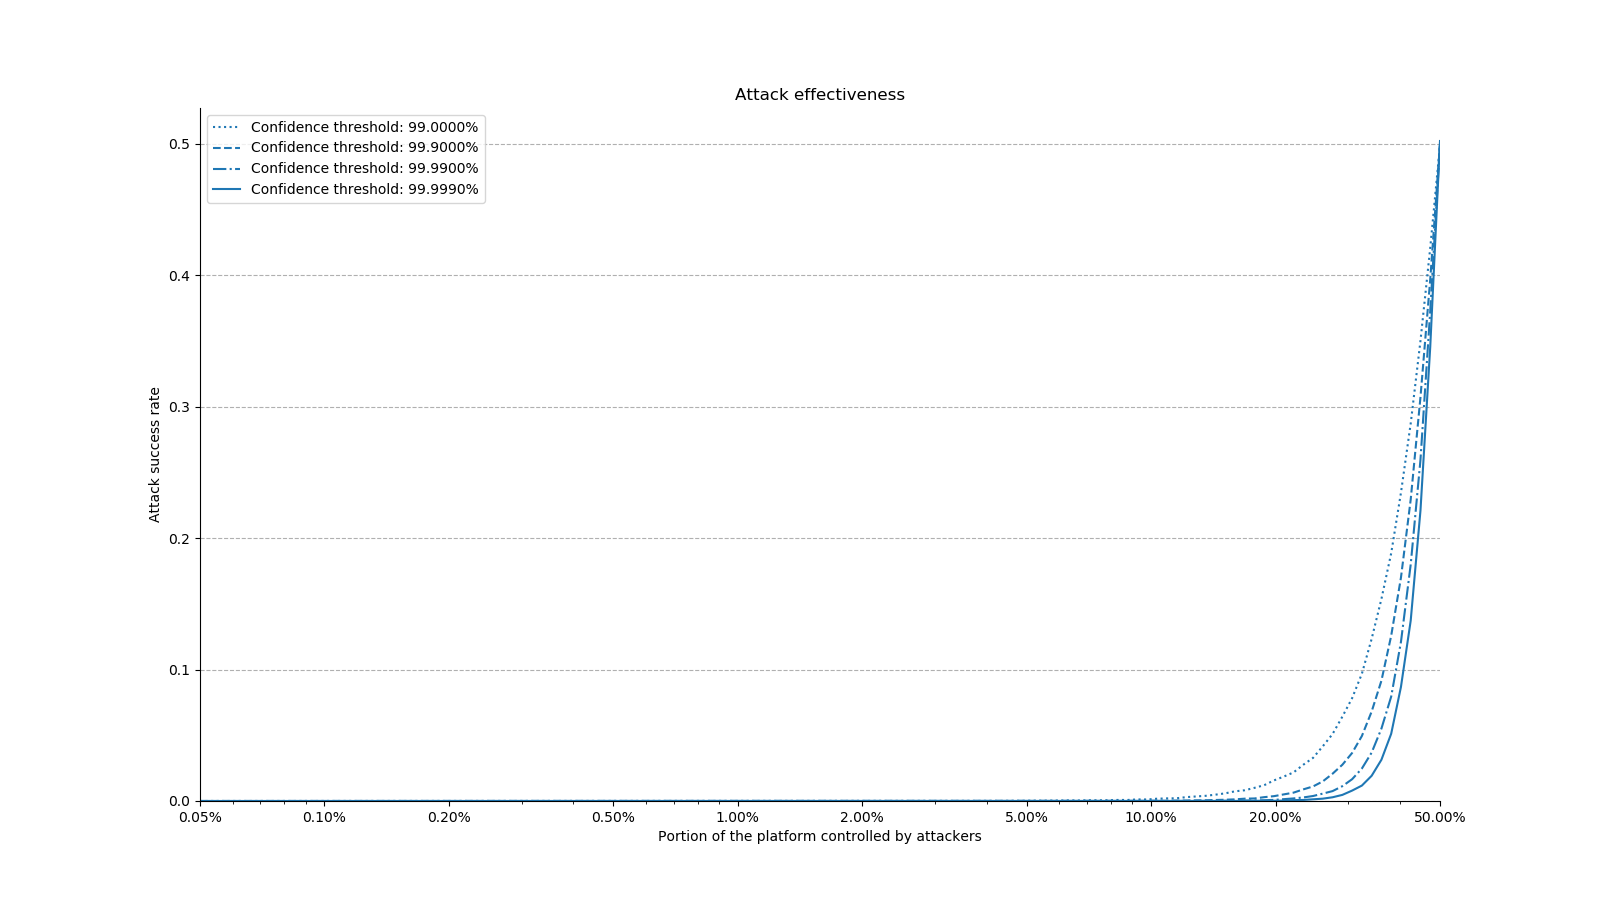 Attack effectiveness
Confidence threshold: 99.0000%
Confidence threshold: 99.9000%
Confidence threshold: 99.9900%
Confidence threshold: 99.9990%
0.5
0.4
0.3
0.2
0.1
0.0
Attack success rate
0.05% 0.10% 0.20% 0.50% 1.00% 2.00% 5.00% 10.00% 20.00% 50.00%
Portion of the platform controlled by attackers